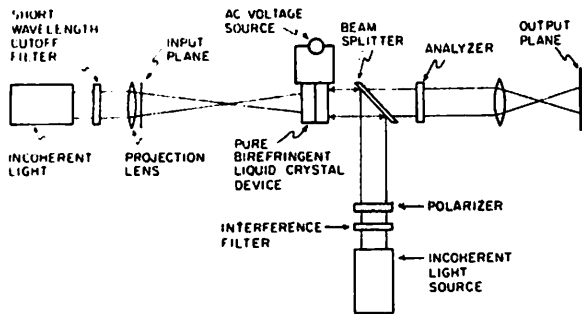 SHORT
WAVELENGTH
CUTOFF
FILTER
INPUT
PLANE
AC VOLTAGE
SOURCE
BEAM
SPLITTER
ANALYZER
OUTPUT
PLANE
INCOHERENT
LIGHT
PROJECTION
LENS
PURE
BIREFRINGENT
LIQUID CRYSTAL
DEVICE
POLARIZER
INTERFERENCE
FILTER
INCOHERENT
LIGHT
SOURCE